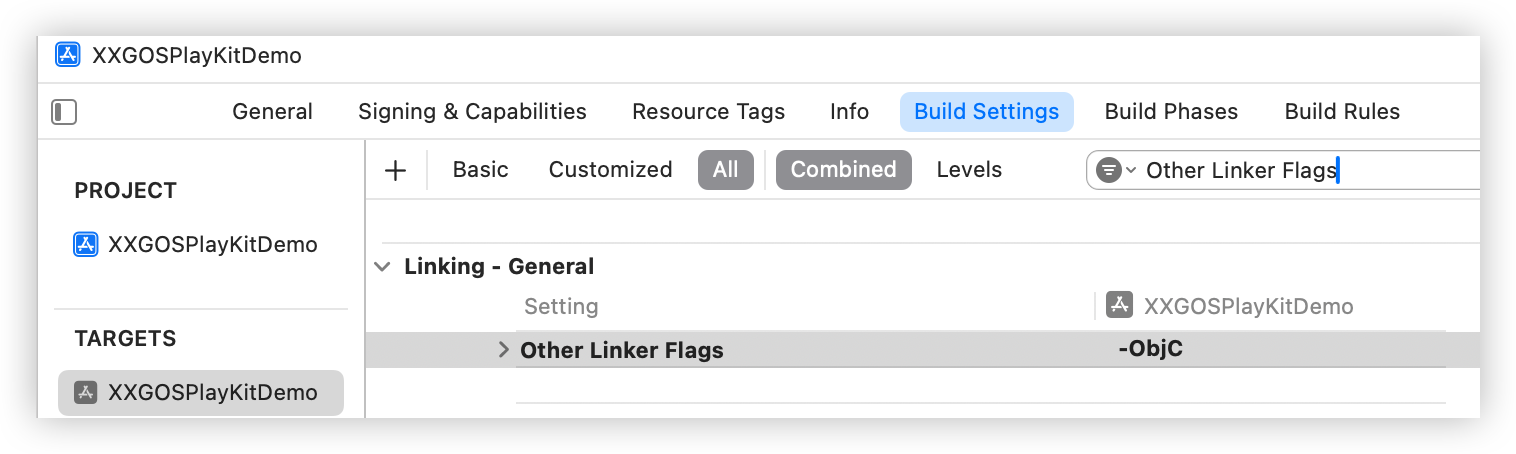 XXGOSPlayKitDemo
General Signing & Capabilities Resource Tags Info Build Settings Build Phases Build Rules
+ Basic Customized All Combined Levels Other Linker Flags
PROJECT
XXGOSPlayKitDemo
TARGETS
XXGOSPlayKitDemo
Linking - General
Setting XXGOSPlayKitDemo
Other Linker Flags -ObjC